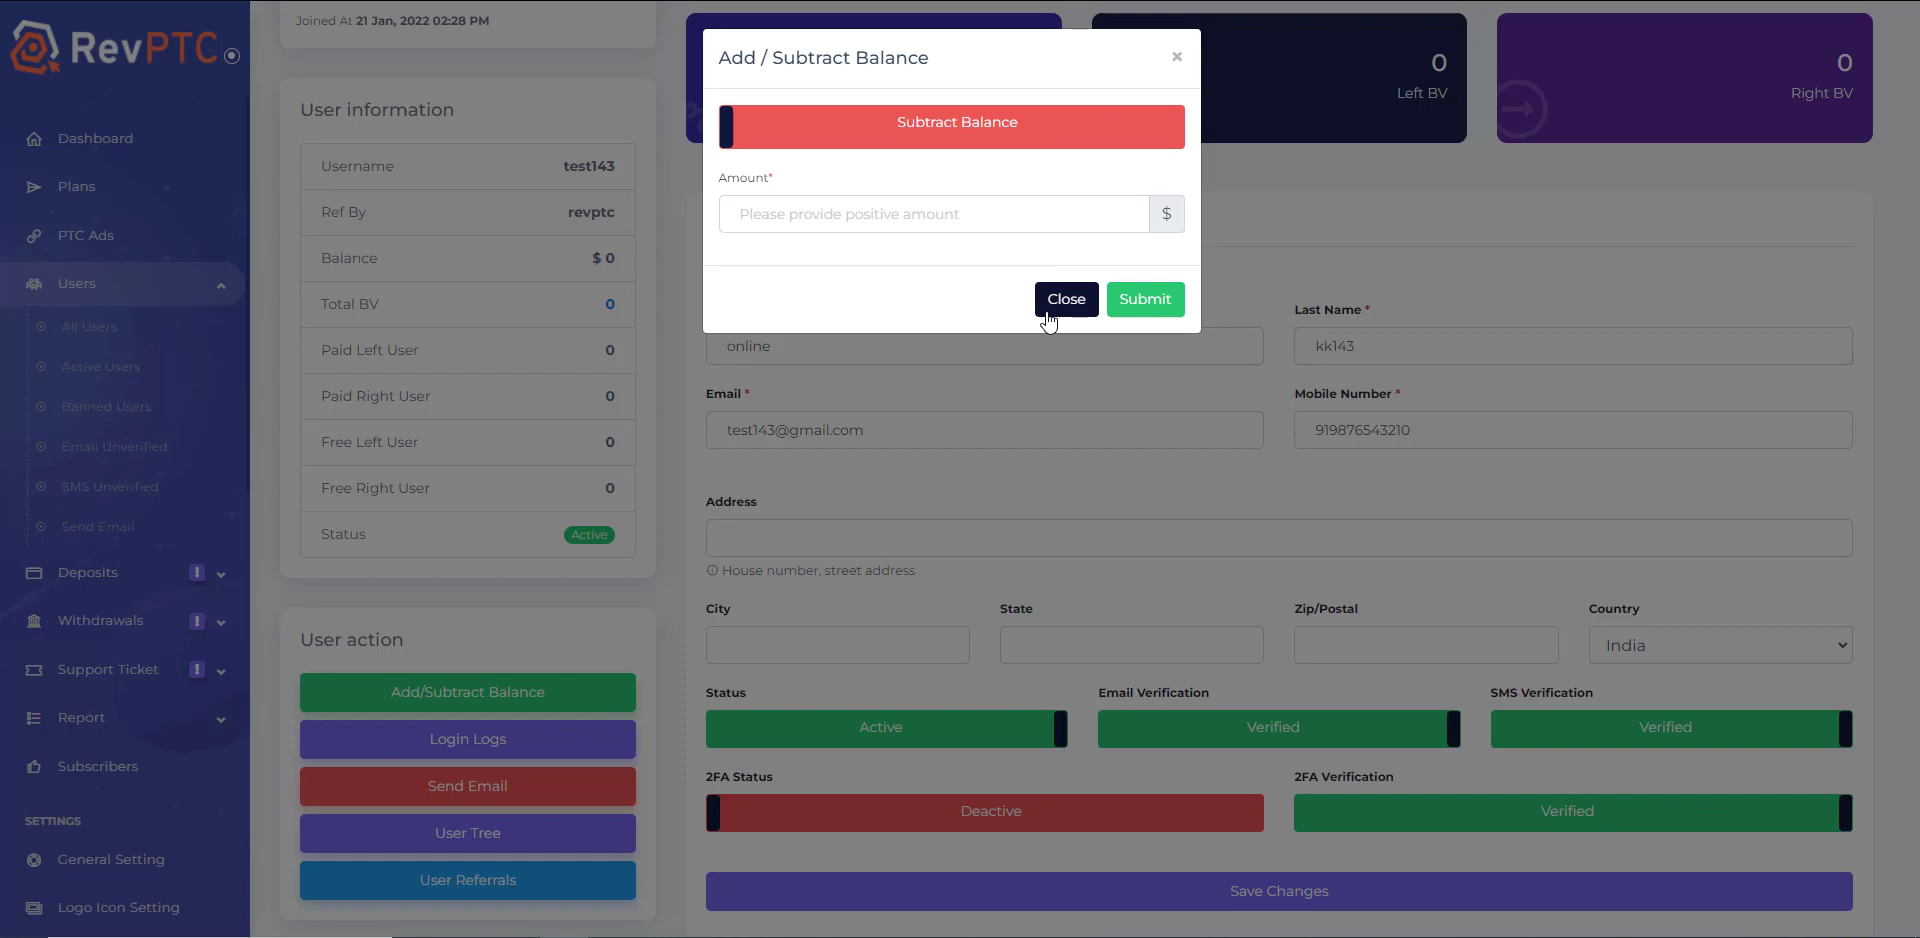 RevPTC
Dashboard
Plans
PTC Ads
Users
All Users
Active Users
Banned Users
Email Unverified
SMS Unverified
Send Email
Deposits !
Withdrawals !
Support Ticket !
Report
Subscribers
SETTINGS
General Setting
Logo Icon Setting
Joined At 21 Jan, 2022 02:28 PM
User information
Username test143
Ref By revptc
Balance $ 0
Total BV 0
Paid Left User 0
Paid Right User 0
Free Left User 0
Free Right User 0
Status Active
User action
Add/Subtract Balance
Login Logs
Send Email
User Tree
User Referrals
0
Left BV
0
Right BV
Add / Subtract Balance ×
Subtract Balance
Amount*
Please provide positive amount $
Close Submit
Last Name *
online kk143
Email * Mobile Number *
test143@gmail.com 919876543210
Address
House number, street address
City State Zip/Postal Country
India
Status Email Verification SMS Verification
Active Verified Verified
2FA Status 2FA Verification
Deactive Verified
Save Changes